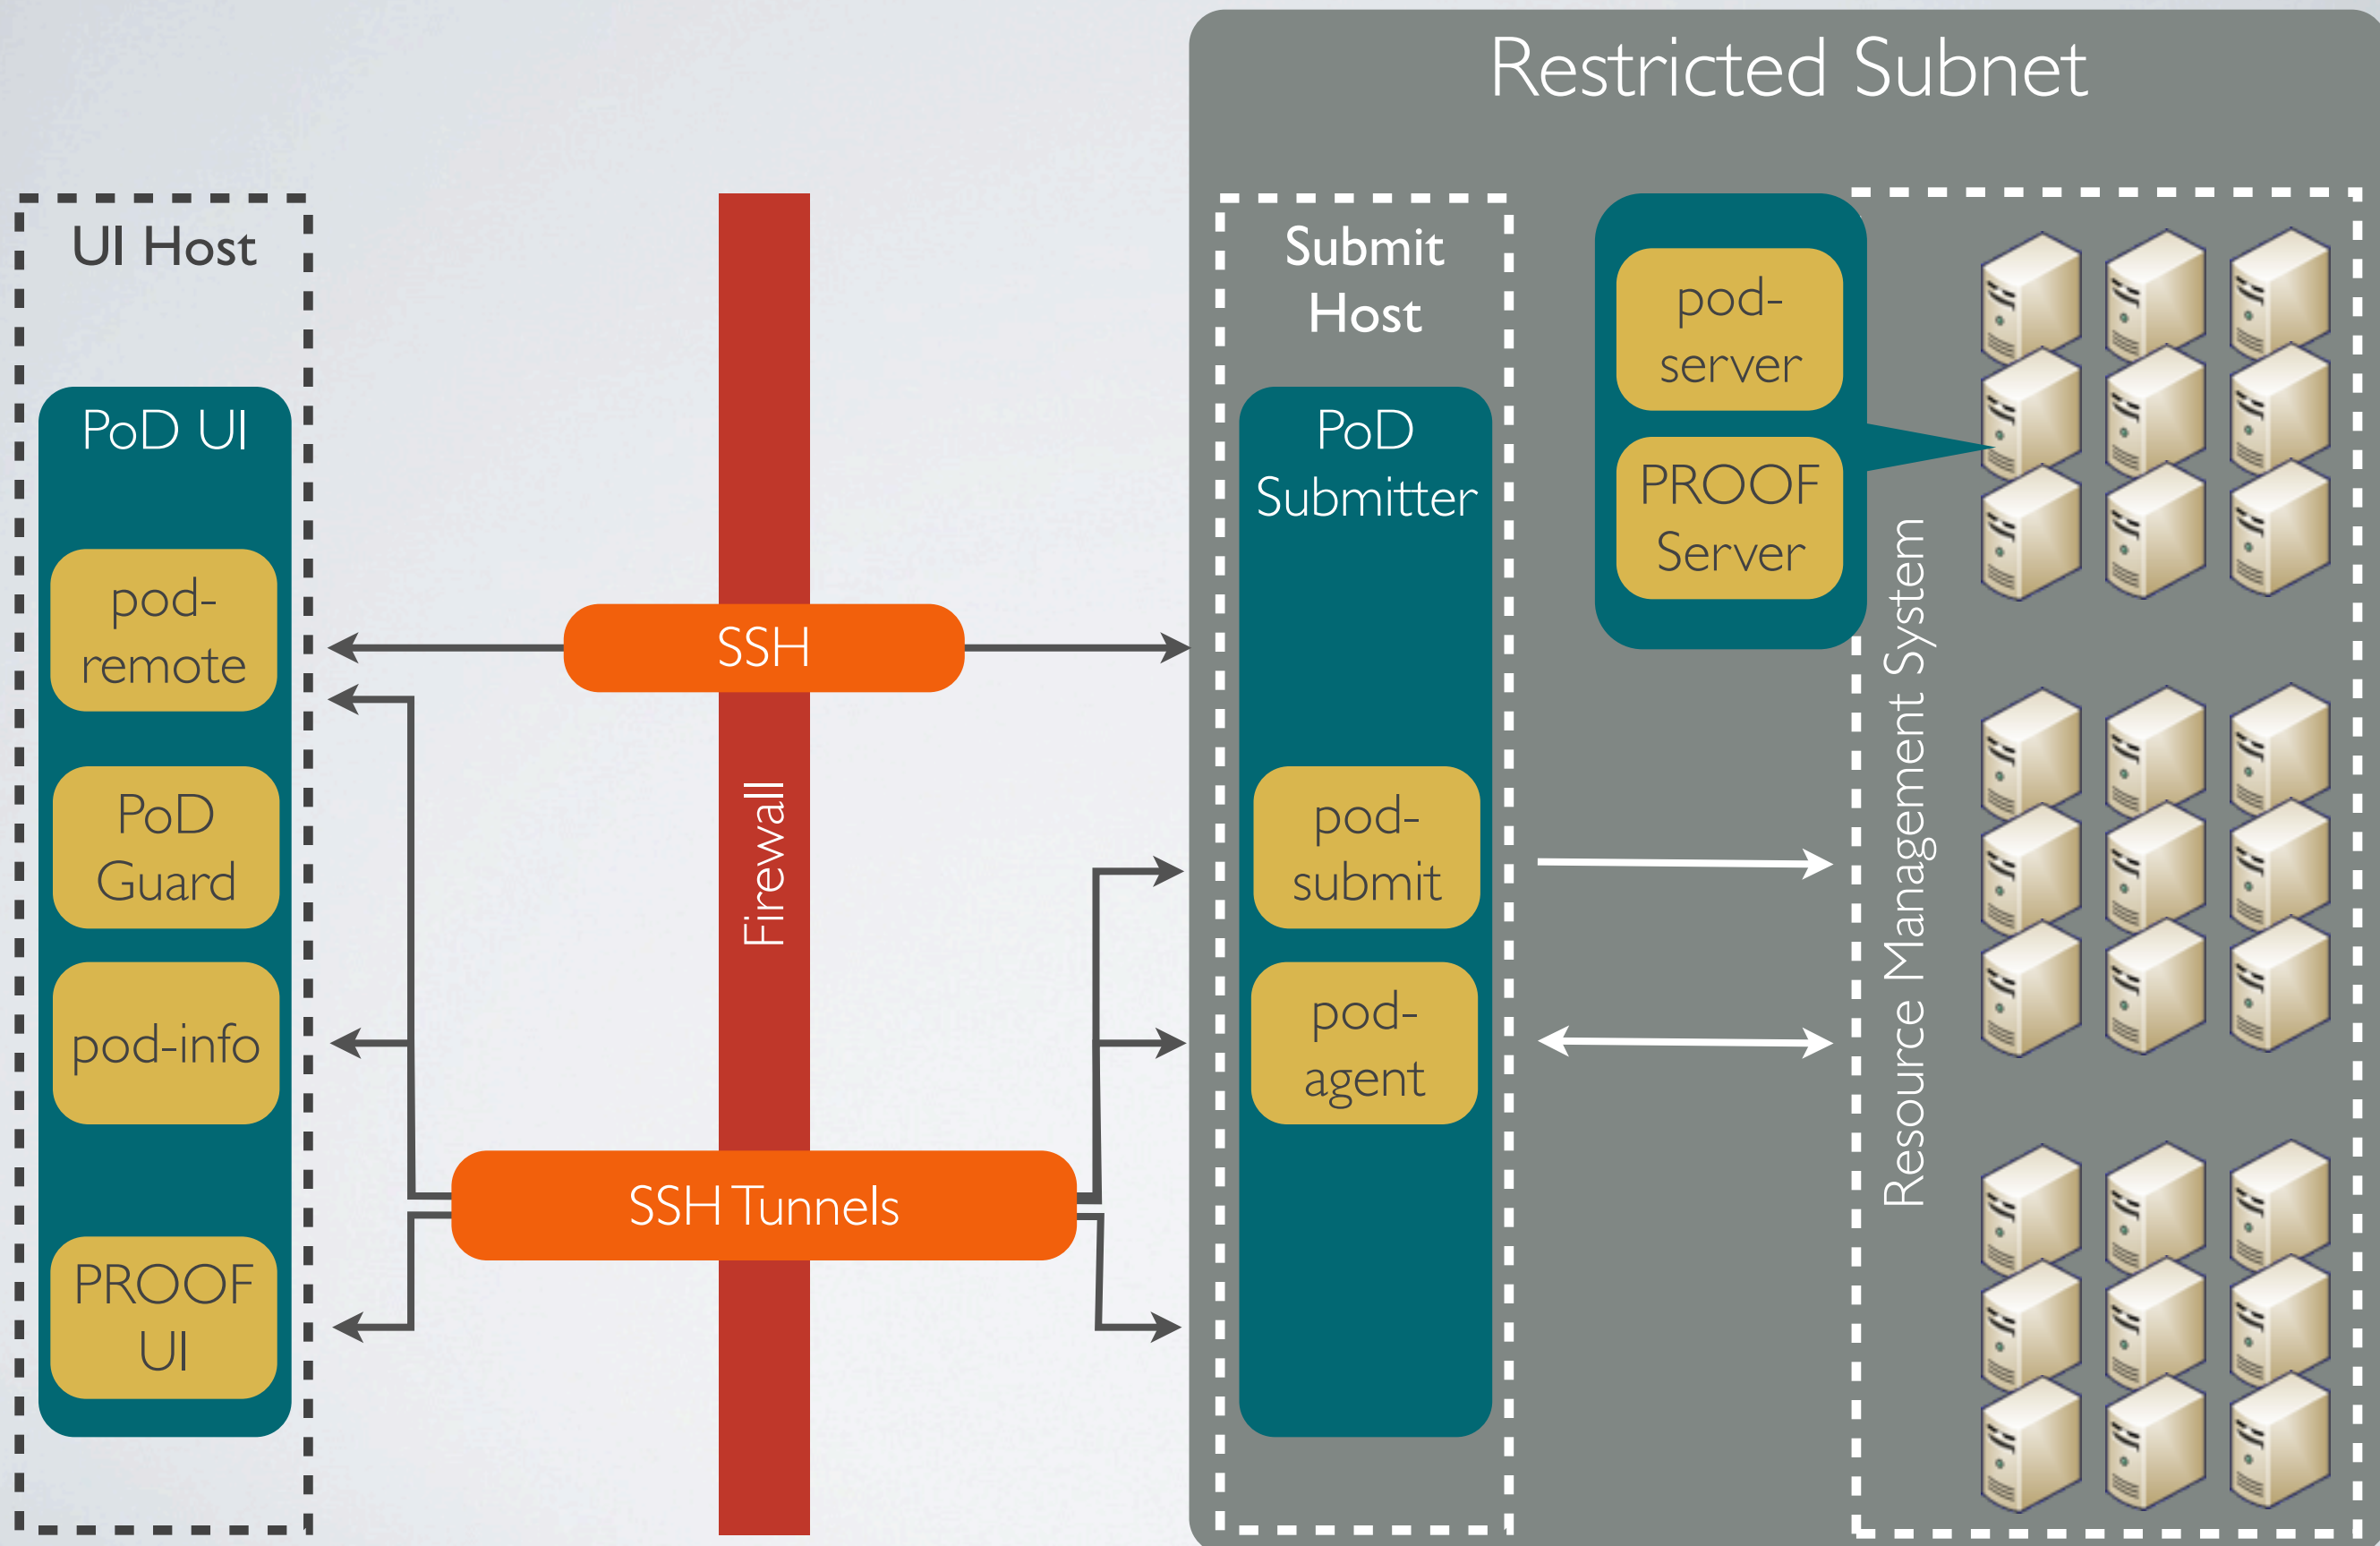 Restricted Subnet
UI Host
PoD UI
pod-
remote
PoD
Guard
pod-info
PROOF
UI
SSH
Firewall
SSH Tunnels
Submit
Host
PoD
Submitter
pod-
submit
pod-
agent
pod-
server
PROOF
Server
Resource Management System